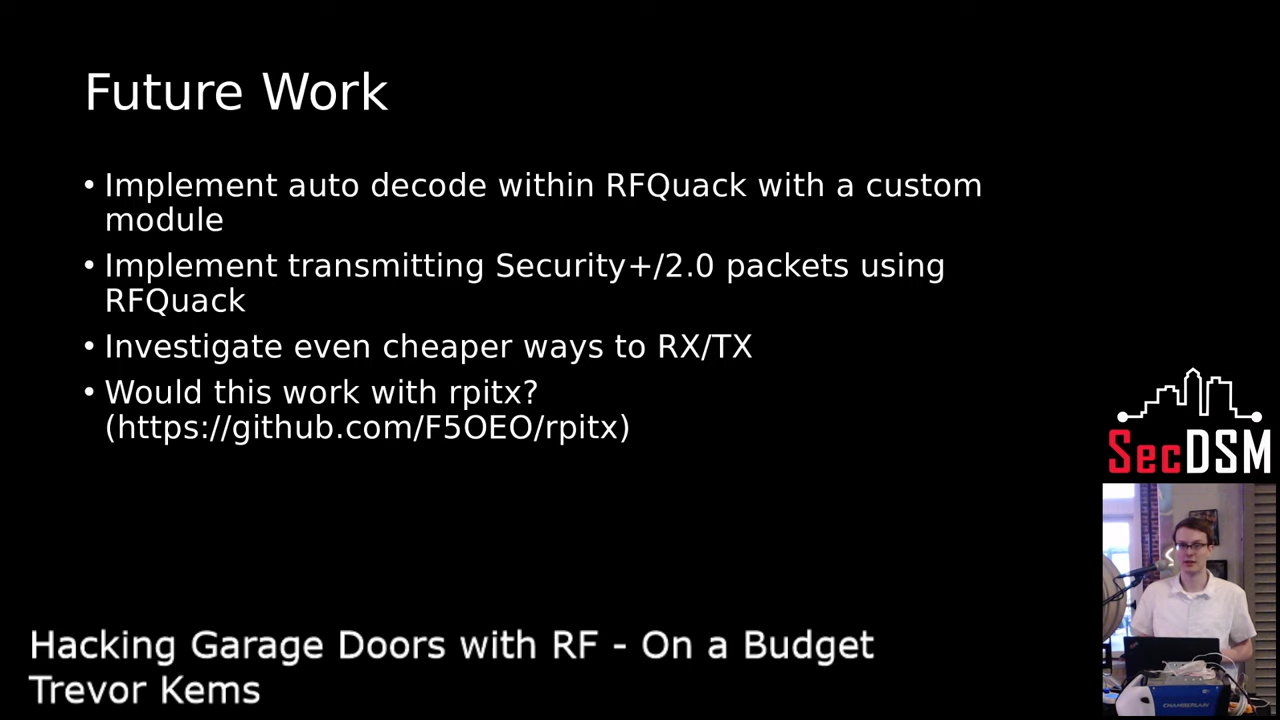 Future Work
• Implement auto decode within RFQuack with a custom
module
• Implement transmitting Security+/2.0 packets using
RFQuack
• Investigate even cheaper ways to RX/TX
• Would this work with rpitx?
(https://github.com/F5OEO/rpitx)
SecDSM
CHAMBERLAIN
Hacking Garage Doors with RF - On a Budget
Trevor Kems